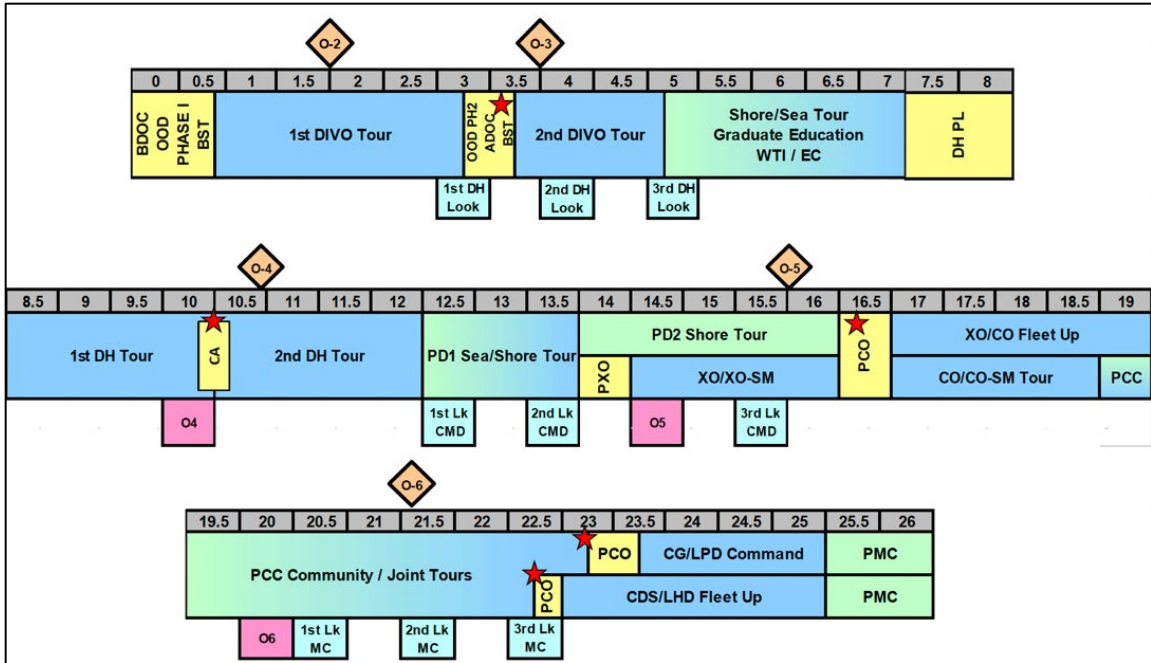 O-2
O-3
0 0.5 1 1.5 2 2.5 3 3.5 4 4.5 5 6 6.5 7 7.5 8
BDOC
OOD
PHASE I
BST
1st DIVO Tour
OOD PH2
ADOC
BST
2nd DIVO Tour
Shore/Sea Tour
Graduate Education
WTI / EC
DH PL
1st DH
Look
2nd DH
Look
3rd DH
Look
O-4
O-5
8.5 9 9.5 10 10.5 11 11.5 12 12.5 13 13.5 14 14.5 15 15.5 16 16.5 17 17.5 18 18.5 19
1st DH Tour
CA
2nd DH Tour
PD1 Sea/Shore Tour
PD2 Shore Tour
PXO
XO/XO-SM
PCO
XO/CO Fleet Up
CO/CO-SM Tour
PCC
O4
1st Lk
CMD
2nd Lk
CMD
O5
3rd Lk
CMD
O-6
19.5 20 20.5 21 21.5 22 22.5 23 23.5 24 24.5 25 25.5 26
PCC Community / Joint Tours
PCO
CG/LPD Command
PMC
PCO
CDS/LHD Fleet Up
PMC
O6
1st Lk
MC
2nd Lk
MC
3rd Lk
MC